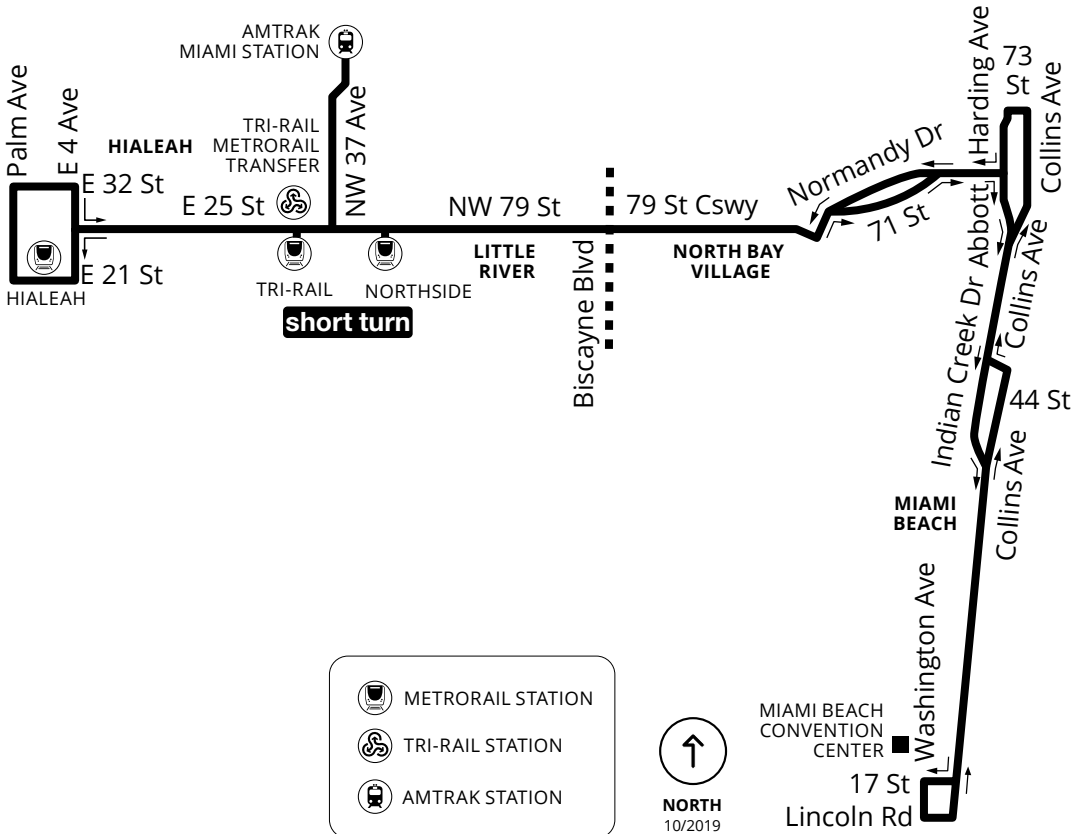 AMTRAK
MIAMI STATION
Palm Ave
E 4 Ave
HIALEAH
TRI-RAIL
METRORAIL
TRANSFER
NW 37 Ave
E 32 St
E 25 St
NW 79 St
79 St Cswy
E 21 St
HIALEAH
TRI-RAIL
NORTHSIDE
short turn
LITTLE
RIVER
Biscayne Blvd
NORTH BAY
VILLAGE
Normandy Dr
71 St
Harding Ave
73
St
Collins Ave
Abbott
Indian Creek Dr
Collins Ave
44 St
Collins Ave
MIAMI
BEACH
Washington Ave
MIAMI BEACH
CONVENTION
CENTER
17 St
Lincoln Rd
METRORAIL STATION
TRI-RAIL STATION
AMTRAK STATION
NORTH
10/2019